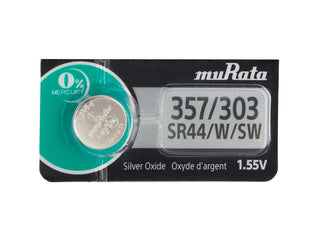 muRata
0%
MERCURY
357/303
SR44/W/SW
Silver Oxide Oxyde d'argent 1.55V